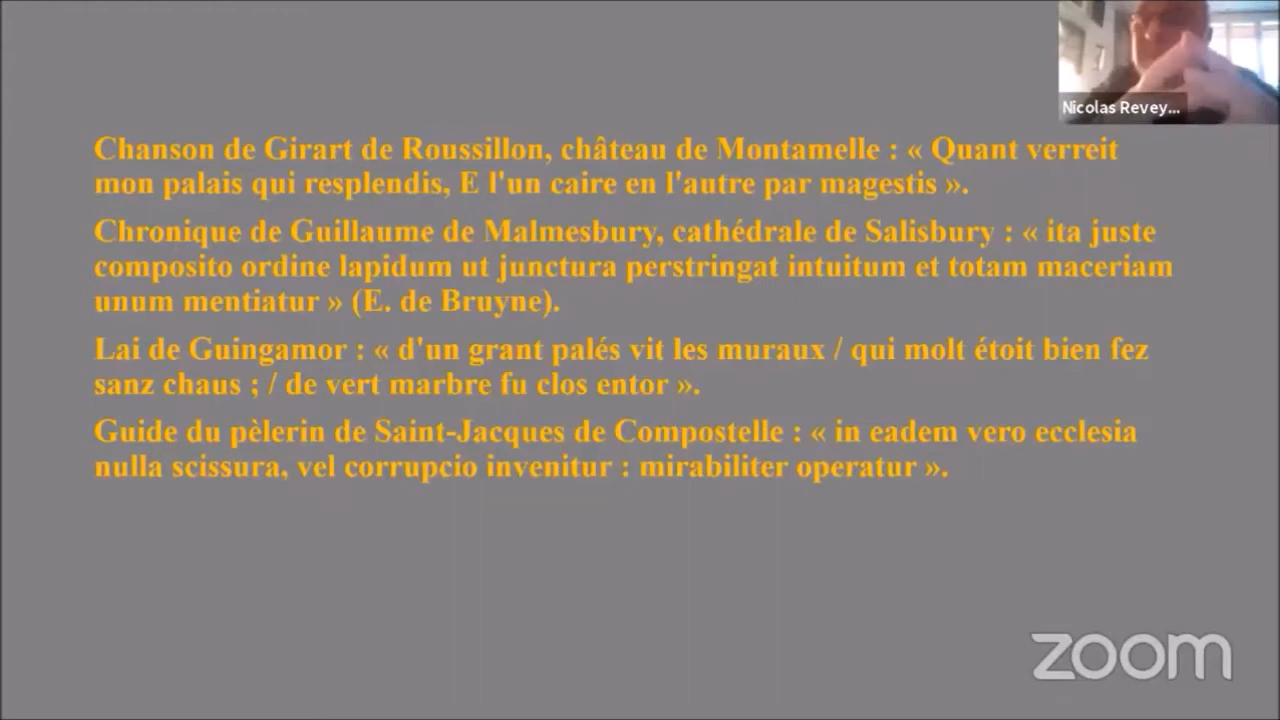 Nicolas Revey...
Chanson de Girart de Roussillon, château de Montamelle : « Quant verreit
mon palais qui resplendis, E l'un caire en l'autre par magestis ».
Chronique de Guillaume de Malmesbury, cathédrale de Salisbury : « ita juste
composito ordine lapidum ut junctura perstringat intuitum et totam maceriam
unum mentiatur » (E. de Bruyne).
Lai de Guingamor : « d'un grant palés vit les muraux / qui molt étoit bien fez
sanz chaus ; / de vert marbre fu clos entor ».
Guide du pèlerin de Saint-Jacques de Compostelle : « in eadem vero ecclesia
nulla scissura, vel corrupcio invenitur : mirabiliter operatur ».
zoom